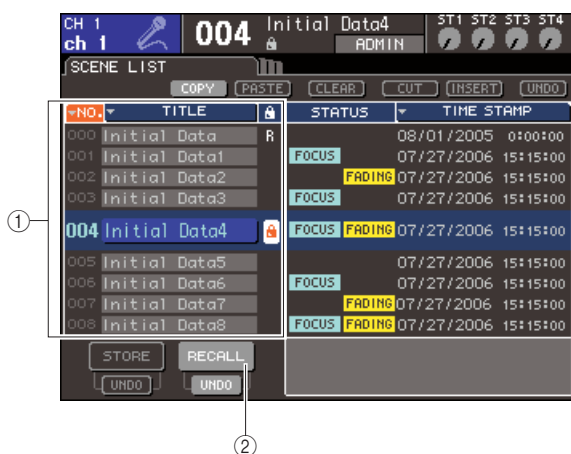 CH 1
ch 1
004
Initial Data4
ADMIN
ST1 ST2 ST3 ST4
SCENE LIST
COPY PASTE CLEAR CUT INSERT UNDO
NO. TITLE STATUS TIME STAMP
000 Initial Data R 08/01/2005 0:00:00
001 Initial Data1 FOCUS 07/27/2006 15:15:00
002 Initial Data2 FADING 07/27/2006 15:15:00
003 Initial Data3 FOCUS 07/27/2006 15:15:00
① 004 Initial Data4 FOCUS FADING 07/27/2006 15:15:00
005 Initial Data5 07/27/2006 15:15:00
006 Initial Data6 FOCUS 07/27/2006 15:15:00
007 Initial Data7 FADING 07/27/2006 15:15:00
008 Initial Data8 FOCUS FADING 07/27/2006 15:15:00
STORE RECALL
UNDO UNDO
②